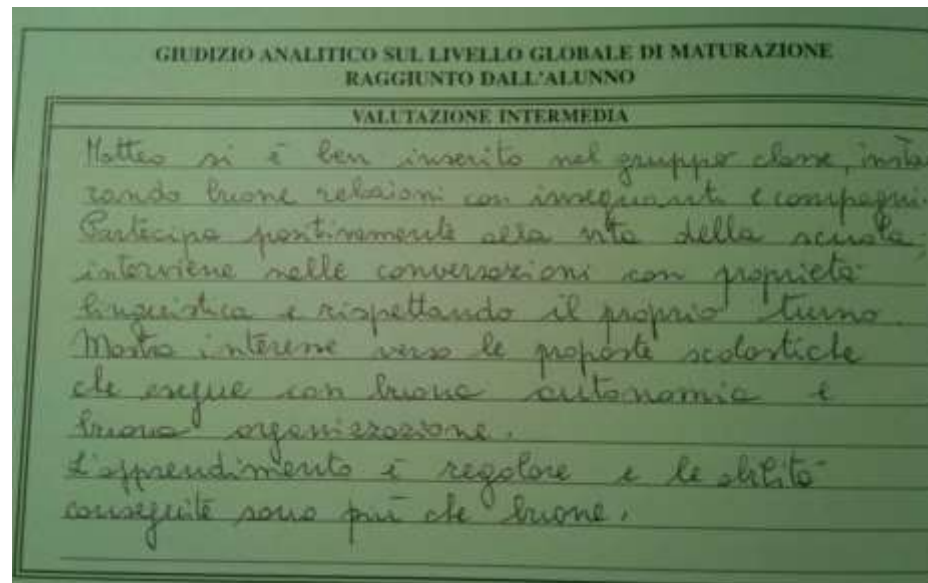 GIUDIZIO ANALITICO SUL LIVELLO GLOBALE DI MATURAZIONE
RAGGIUNTO DALL'ALUNNO
VALUTAZIONE INTERMEDIA
Matteo si è ben inserito nel gruppo classe, instau
rando buone relazioni con insegnanti e compagni.
Partecipa positivamente alla vita della scuola;
interviene nelle conversazioni con proprietà
linguistica e rispettando il proprio turno.
Mostra interesse verso le proposte scolastiche
che esegue con buona autonomia e
buona organizzazione.
L'apprendimento è regolare e le abilità
conseguite sono più che buone.